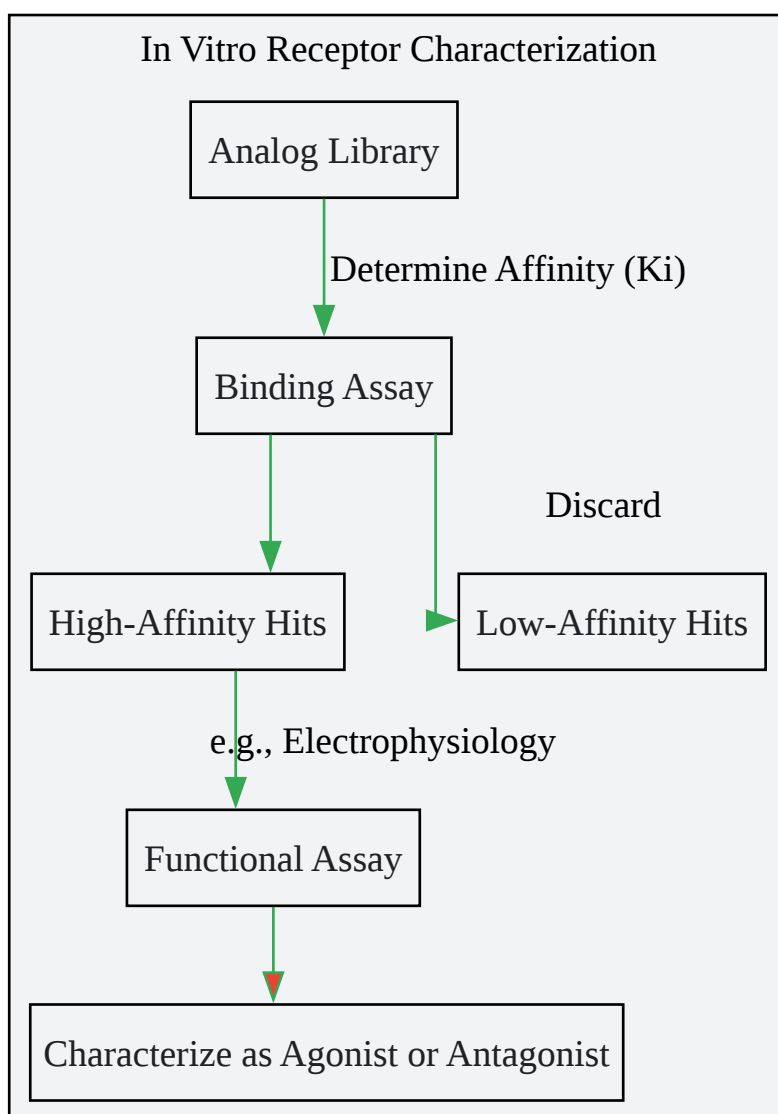 In Vitro Receptor Characterization
Analog Library
Determine Affinity (Ki)
Binding Assay
Discard
High-Affinity Hits
Low-Affinity Hits
e.g., Electrophysiology
Functional Assay
Characterize as Agonist or Antagonist